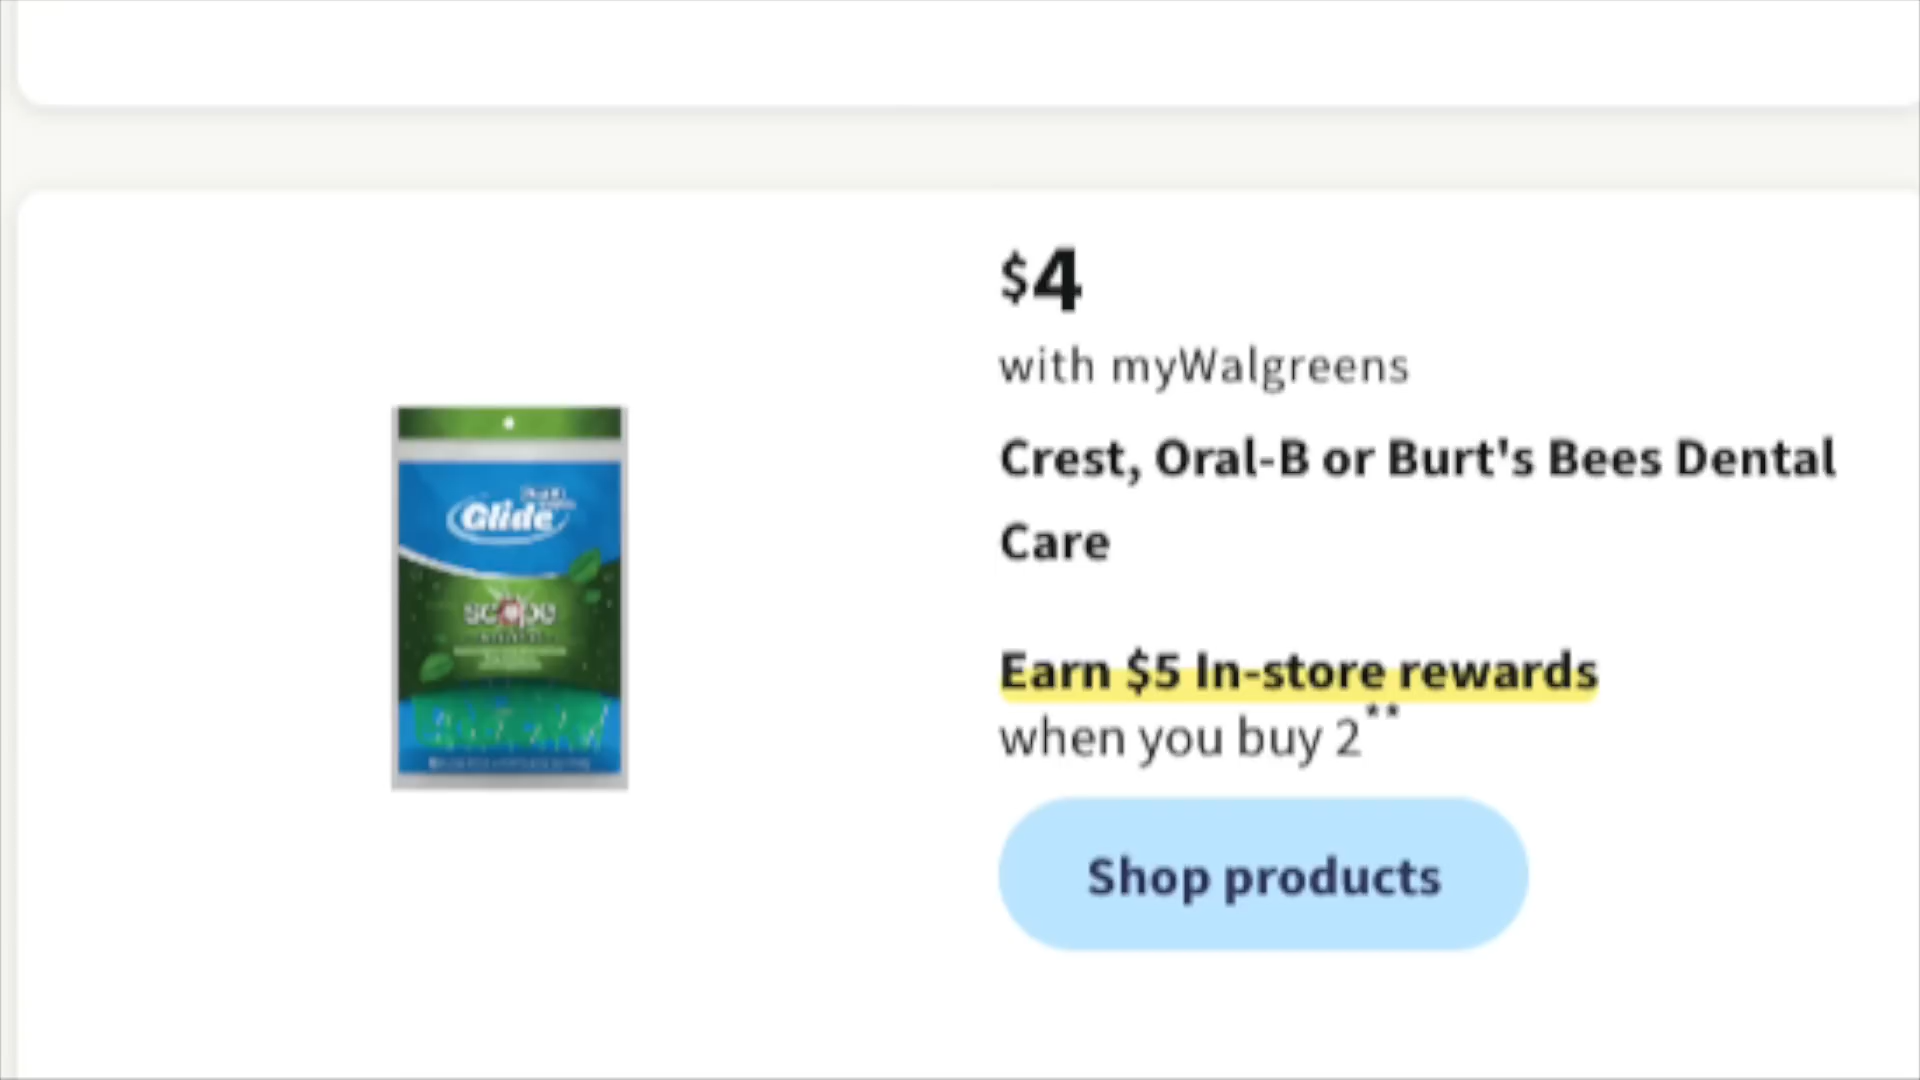 $4
with myWalgreens
Crest, Oral-B or Burt's Bees Dental
Care
Glide
scope
Earn $5 In-store rewards
when you buy 2**
Shop products